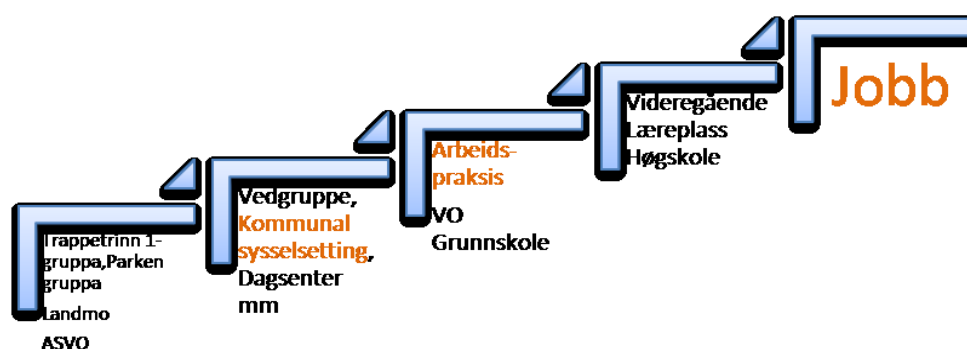 Trappetrinn 1-
gruppa,Parken
gruppa
Landmo
ASVO
Vedgruppe,
Kommunal
sysselsetting,
Dagsenter
mm
Arbeids-
praksis
VO
Grunnskole
Videregående
Læreplass
Høgskole
Jobb